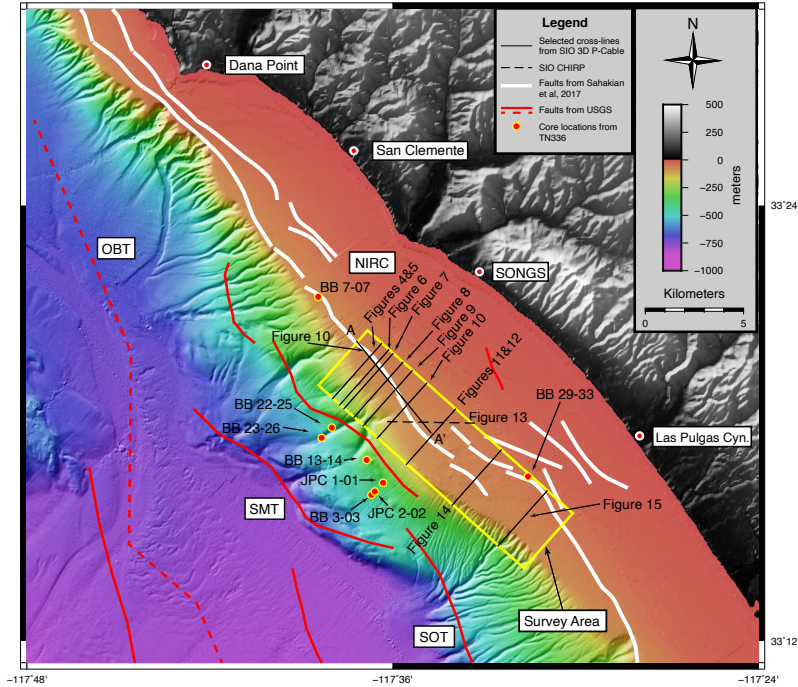 Legend
Selected cross-lines
from SIO 3D P-Cable
SIO CHIRP
Faults from Sahakian
et al, 2017
Faults from USGS
Core locations from
TN336
N
500
250
0
−250
−500
−750
−1000
meters
Kilometers
0
5
Dana Point
San Clemente
SONGS
Las Pulgas Cyn.
OBT
NIRC
BB 7-07
Figures 4&5
Figure 6
Figure 7
Figure 8
Figure 9
Figure 10
Figures 11&12
A
Figure 10
BB 22-25
BB 23-26
BB 13-14
JPC 1-01
BB 3-03
JPC 2-02
BB 29-33
Figure 13
A'
Figure 14
Figure 15
SMT
SOT
Survey Area
33˚24
33˚12
−117˚48'
−117˚36'
−117˚24'